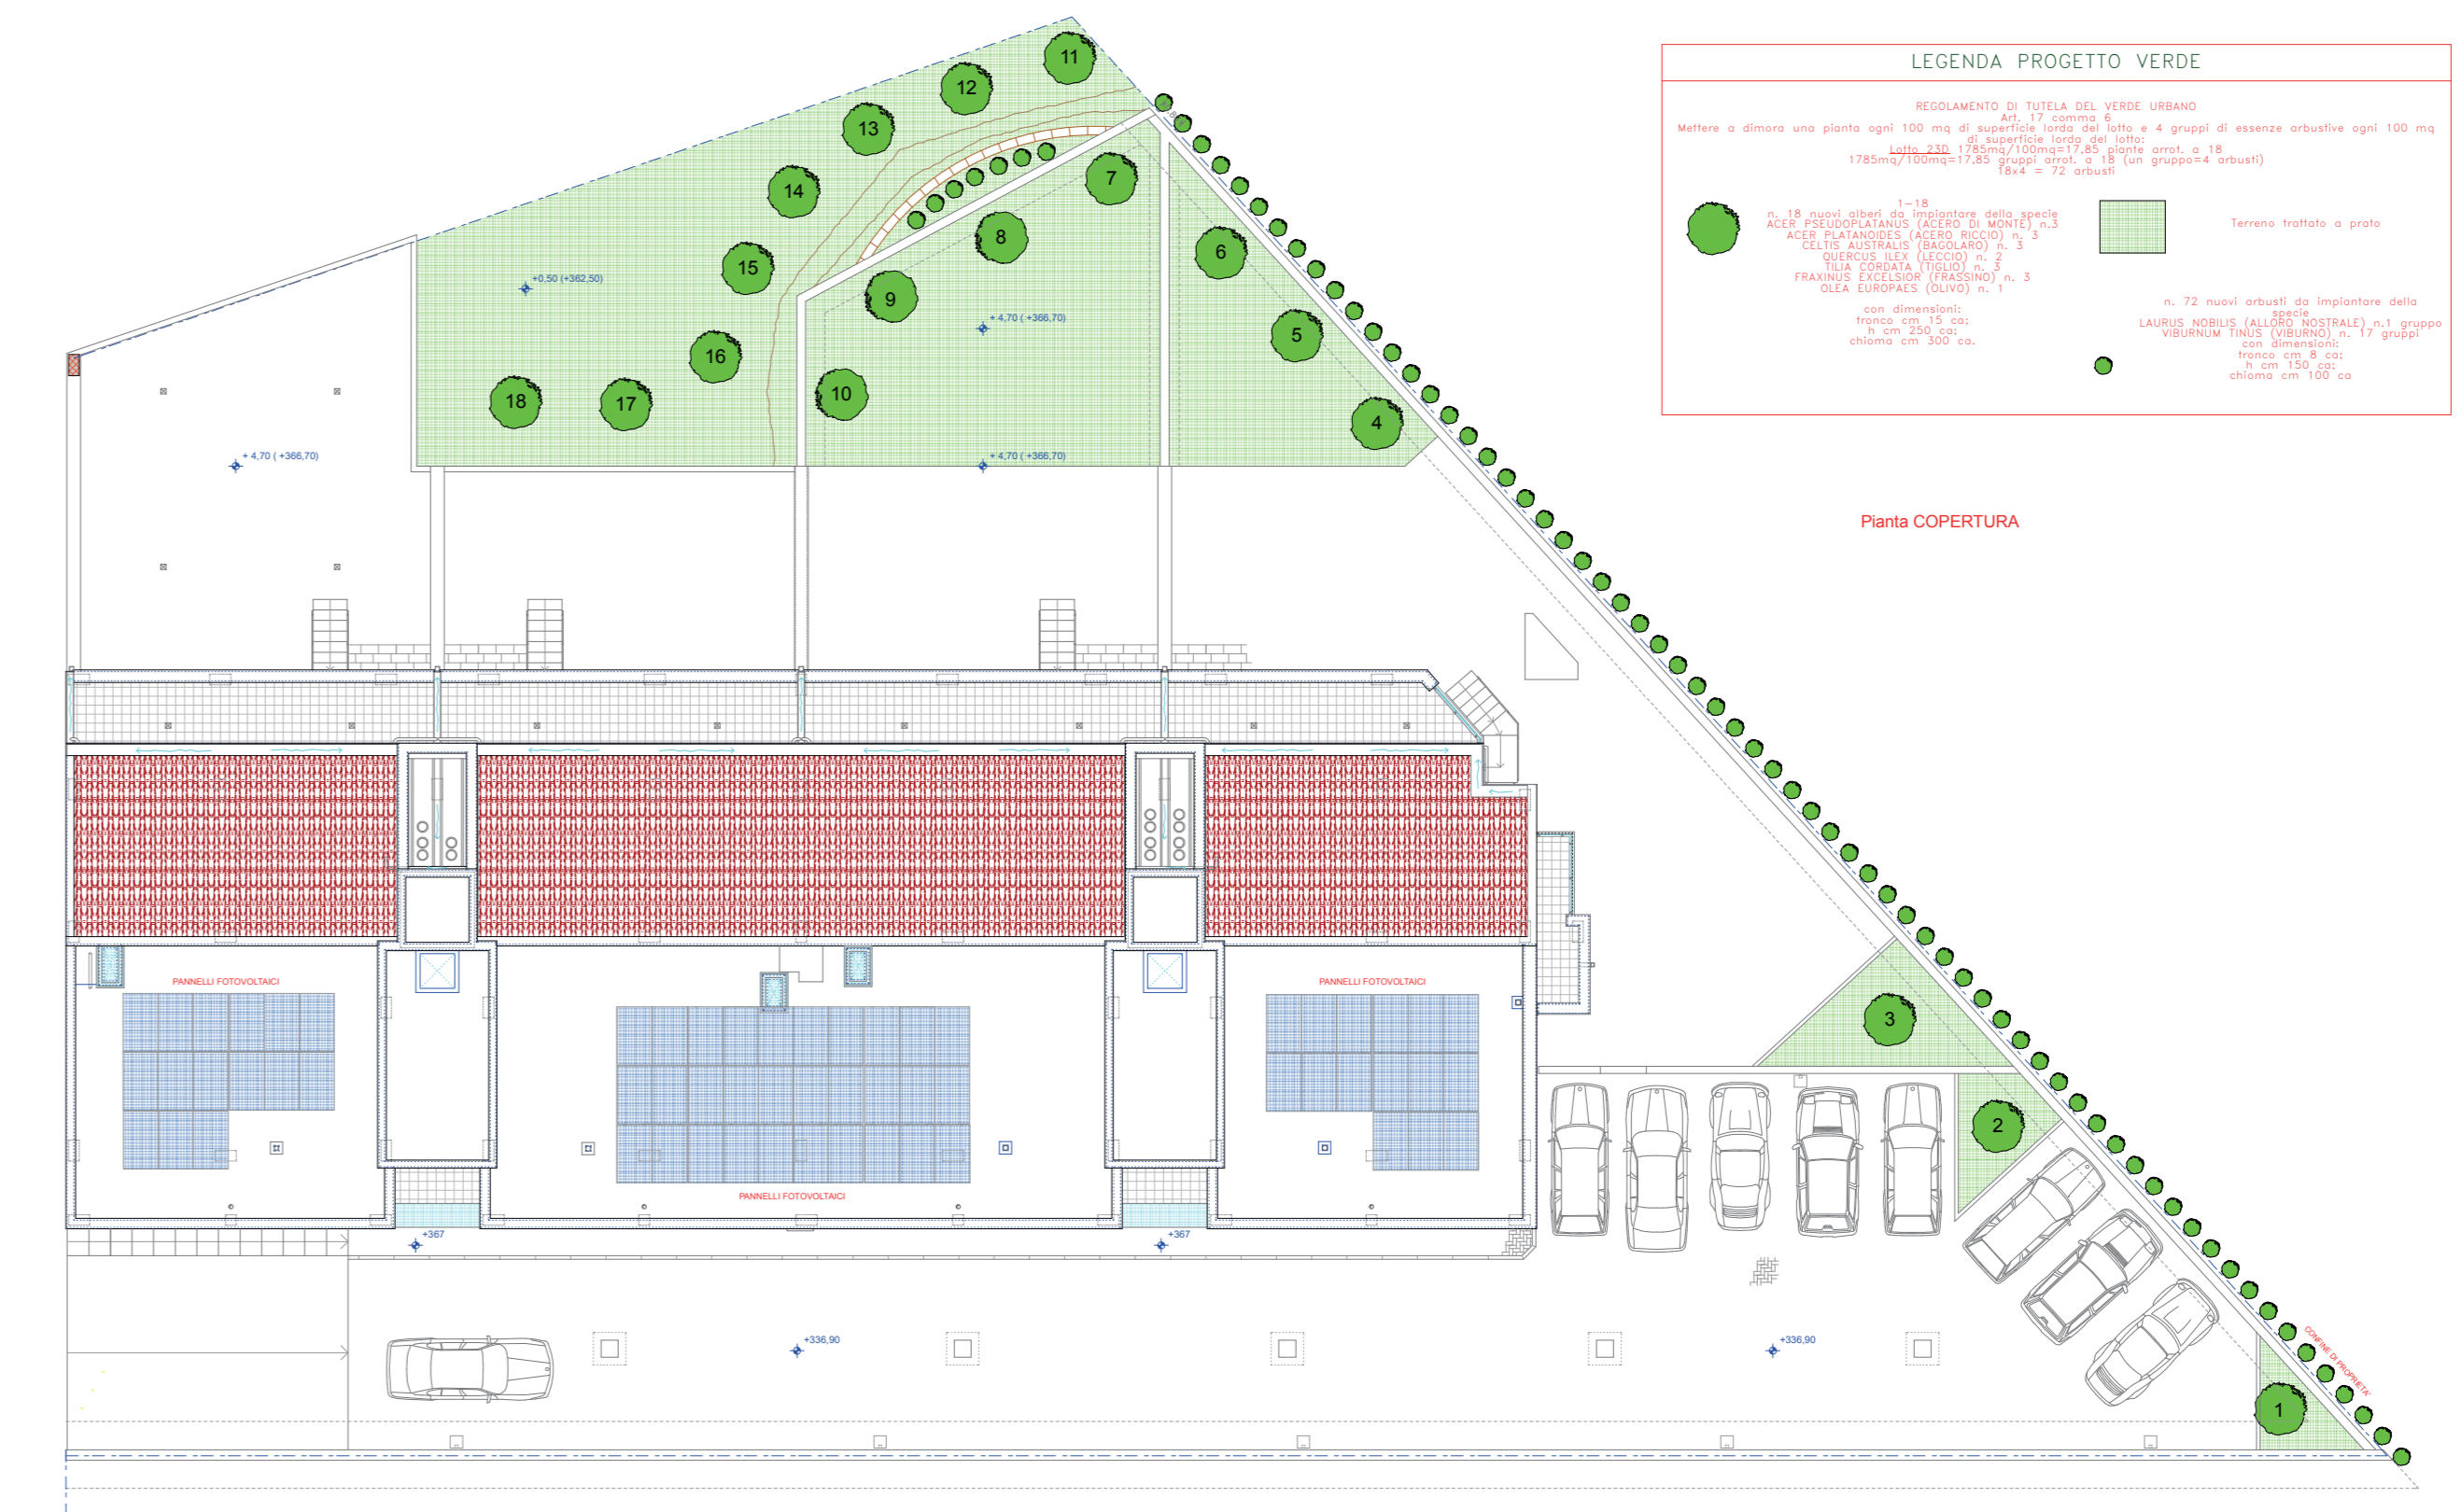 LEGENDA PROGETTO VERDE
REGOLAMENTO DI TUTELA DEL VERDE URBANO
Art. 17 comma 6
Mettere a dimora una pianta ogni 100 mq di superficie lorda del lotto e 4 gruppi di essenze arbustive ogni 100 mq
di superficie lorda del lotto:
Lotto 23D 1785mq/100mq=17,85 piante arrot. a 18
1785mq/100mq=17,85 gruppi arrot. a 18 (un gruppo=4 arbusti)
18x4 = 72 arbusti
1-18
n. 18 nuovi alberi da impiantare della specie
ACER PSEUDOPLATANUS (ACERO DI MONTE) n.3
ACER PLATANOIDES (ACERO RICCIO) n. 3
CELTIS AUSTRALIS (BAGOLARO) n. 3
QUERCUS ILEX (LECCIO) n. 2
TILIA CORDATA (TIGLIO) n. 3
FRAXINUS EXCELSIOR (FRASSINO) n. 3
OLEA EUROPAES (OLIVO) n. 1
con dimensioni:
tronco cm 15 ca;
h cm 250 ca;
chioma cm 300 ca.
Terreno trattato a prato
n. 72 nuovi arbusti da impiantare della
specie
LAURUS NOBILIS (ALLORO NOSTRALE) n.1 gruppo
VIBURNUM TINUS (VIBURNO) n. 17 gruppi
con dimensioni:
tronco cm 8 ca;
h cm 150 ca;
chioma cm 100 ca
Pianta COPERTURA
11
12
13
14
7
8
6
15
+0,50 (+362,50)
9
+ 4,70 ( +366,70)
5
16
10
18
17
4
+ 4,70 ( +366,70)
+ 4,70 ( +366,70)
PANNELLI FOTOVOLTAICI
PANNELLI FOTOVOLTAICI
3
2
PANNELLI FOTOVOLTAICI
+367
+367
+336,90
+336,90
CONFINE DI PROPRIETA'
1